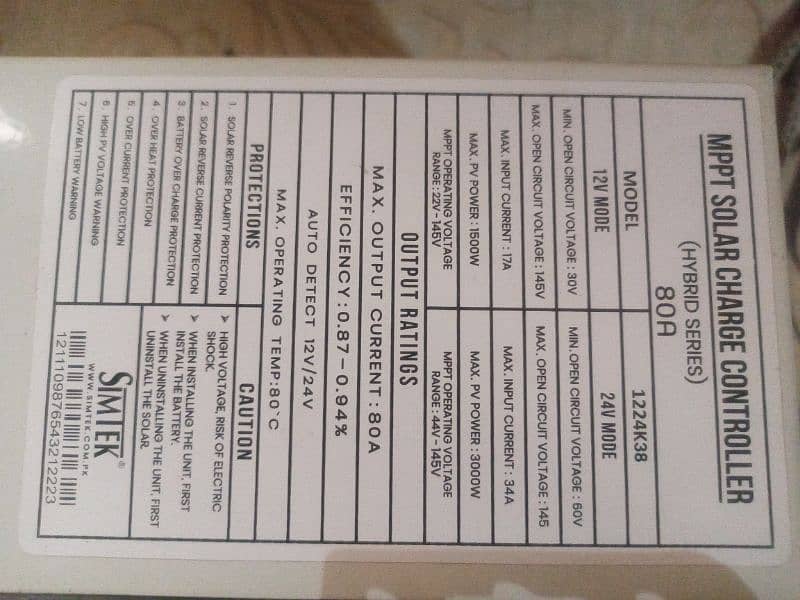 MPPT SOLAR CHARGE CONTROLLER
(HYBRID SERIES)
80A
MODEL 1224K38
12V MODE 24V MODE
MIN. OPEN CIRCUIT VOLTAGE : 30V MIN. OPEN CIRCUIT VOLTAGE : 60V
MAX. OPEN CIRCUIT VOLTAGE : 145V MAX. OPEN CIRCUIT VOLTAGE : 145
MAX. INPUT CURRENT : 17A MAX. INPUT CURRENT : 34A
MAX. PV POWER : 1500W MAX. PV POWER : 3000W
MPPT OPERATING VOLTAGE MPPT OPERATING VOLTAGE
RANGE : 22V - 145V RANGE : 44V - 145V
OUTPUT RATINGS
MAX. OUTPUT CURRENT : 80A
EFFICIENCY : 0.87 - 0.94%
AUTO DETECT 12V/24V
MAX. OPERATING TEMP : 80`C
PROTECTIONS
1. SOLAR REVERSE POLARITY PROTECTION
2. SOLAR REVERSE CURRENT PROTECTION
3. BATTERY OVER CHARGE PROTECTION
4. OVER HEAT PROTECTION
5. OVER CURRENT PROTECTION
6. HIGH PV VOLTAGE WARNING
7. LOW BATTERY WARNING
CAUTION
➤ HIGH VOLTAGE, RISK OF ELECTRIC
SHOCK.
➤ WHEN INSTALLING THE UNIT, FIRST
INSTALL THE BATTERY.
➤ WHEN UNINSTALLING THE UNIT, FIRST
UNINSTALL THE SOLAR.
SIMTEK®
WWW.SIMTEK.COM.PK
1211109876543212223